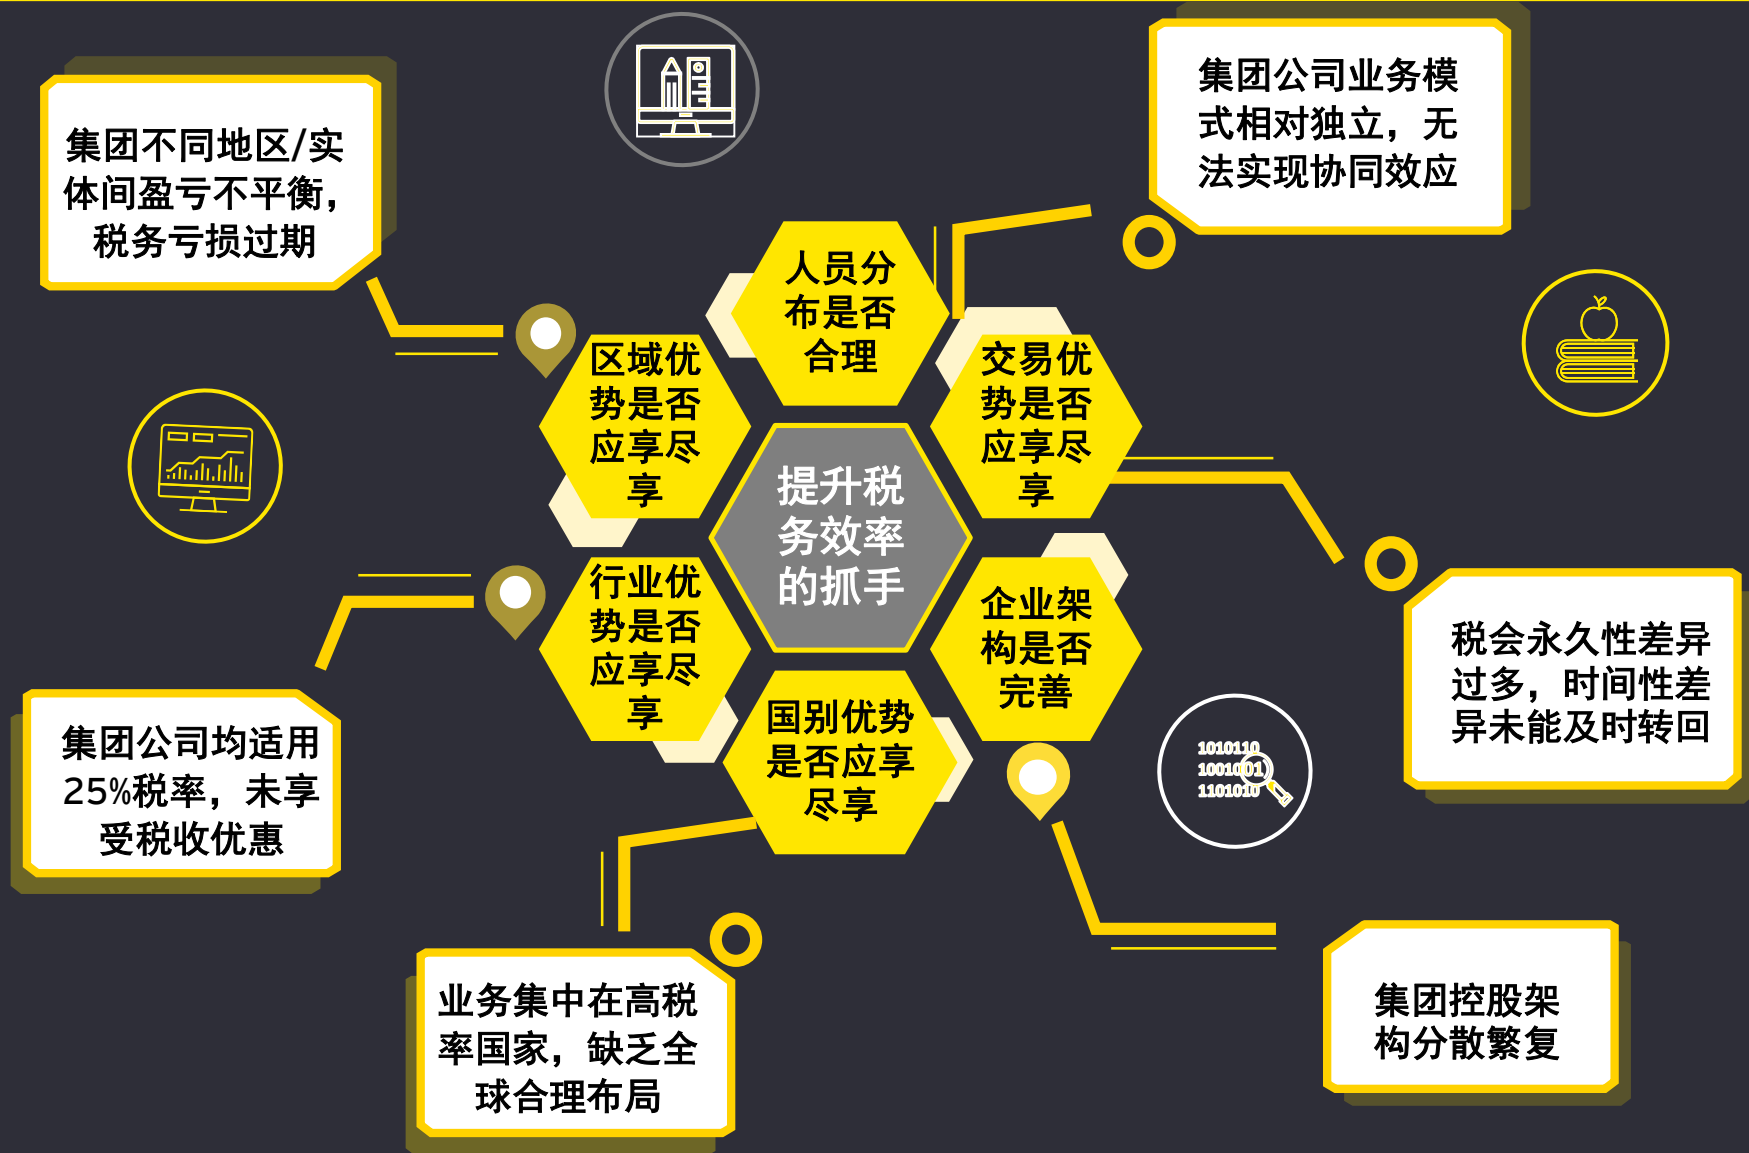 集团不同地区/实
体间盈亏不平衡，
税务亏损过期
集团公司业务模
式相对独立，无
法实现协同效应
人员分
布是否
合理
区域优
势是否
应享尽
享
交易优
势是否
应享尽
享
提升税
务效率
的抓手
行业优
势是否
应享尽
享
企业架
构是否
完善
国别优势
是否应享
尽享
税会永久性差异
过多，时间性差
异未能及时转回
集团公司均适用
25%税率，未享
受税收优惠
1010110
1001001
1101010
业务集中在高税
率国家，缺乏全
球合理布局
集团控股架
构分散繁复